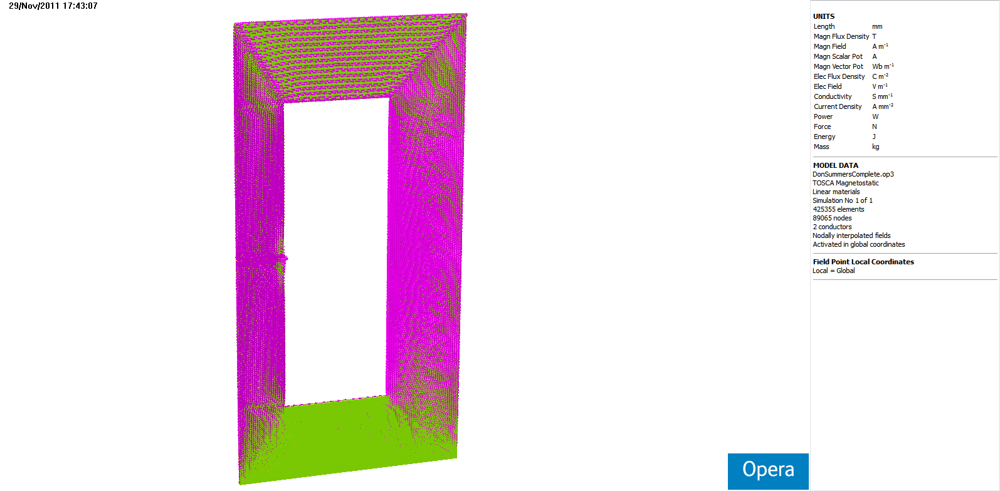 29/Nov/2011 17:43:07
UNITS
Length mm
Magn Flux Density T
Magn Field A m-1
Magn Scalar Pot A
Magn Vector Pot Wb m-1
Elec Flux Density C m-2
Elec Field V m-1
Conductivity S mm-1
Current Density A mm-2
Power W
Force N
Energy J
Mass kg
MODEL DATA
DonSummersComplete.op3
TOSCA Magnetostatic
Linear materials
Simulation No 1 of 1
425355 elements
89065 nodes
2 conductors
Nodally interpolated fields
Activated in global coordinates
Field Point Local Coordinates
Local = Global
Opera